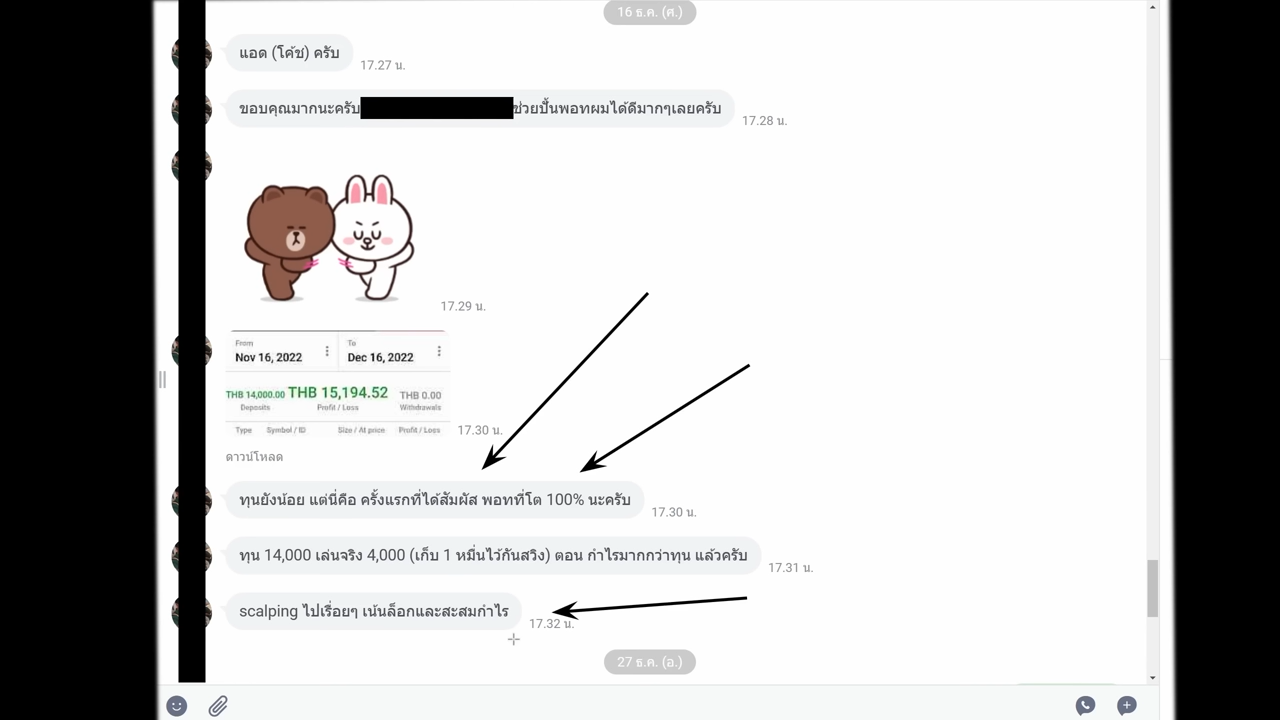 16 ธ.ค. (ศ.)
แอด (โค้ช) ครับ
17.27 น.
ขอบคุณมากนะครับ ช่วยปั้นพอทผมได้ดีมากๆเลยครับ
17.28 น.
17.29 น.
From To
Nov 16, 2022 Dec 16, 2022
THB 14,000.00 THB 15,194.52 THB 0.00
Deposits Profit / Loss Withdrawals
Type Symbol / ID Size / At price Profit / Loss
17.30 น.
ดาวน์โหลด
ทุนยังน้อย แต่นี่คือ ครั้งแรกที่ได้สัมผัส พอทที่โต 100% นะครับ
17.30 น.
ทุน 14,000 เล่นจริง 4,000 (เก็บ 1 หมื่นไว้กันสวิง) ตอน กำไรมากกว่าทุน แล้วครับ
17.31 น.
scalping ไปเรื่อยๆ เน้นล็อกและสะสมกำไร
17.32 น.
27 ธ.ค. (อ.)